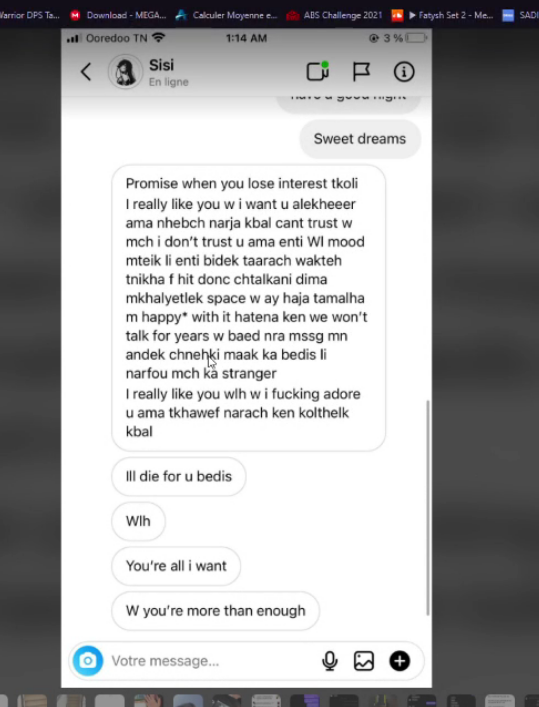 Warrior DPS Ta...
Download - MEGA...
Calculer Moyenne e...
ABS Challenge 2021
Fatysh Set 2 - Me...
SADI
Ooredoo TN
1:14 AM
3 %
Sisi
En ligne
have a good night
Sweet dreams
Promise when you lose interest tkoli
I really like you w i want u alekheeer
ama nhebch narja kbal cant trust w
mch i don't trust u ama enti Wl mood
mteik li enti bidek taarach wakteh
tnikha f hit donc chtalkani dima
mkhalyetlek space w ay haja tamalha
m happy* with it hatena ken we won't
talk for years w baed nra mssg mn
andek chnehki maak ka bedis li
narfou mch ka stranger
I really like you wlh w i fucking adore
u ama tkhawef narach ken kolthelk
kbal
Ill die for u bedis
Wlh
You're all i want
W you're more than enough
Votre message...